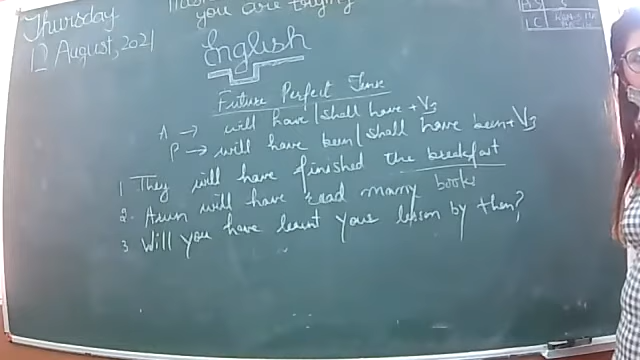 you are trying
Thursday
12 August, 2021
English
Future Perfect Tense
A → will have/shall have + V3
P → will have been/shall have been + V3
1 They will have finished the breakfast
2. Arun will have read many books
3 Will you have learnt your lesson by then?